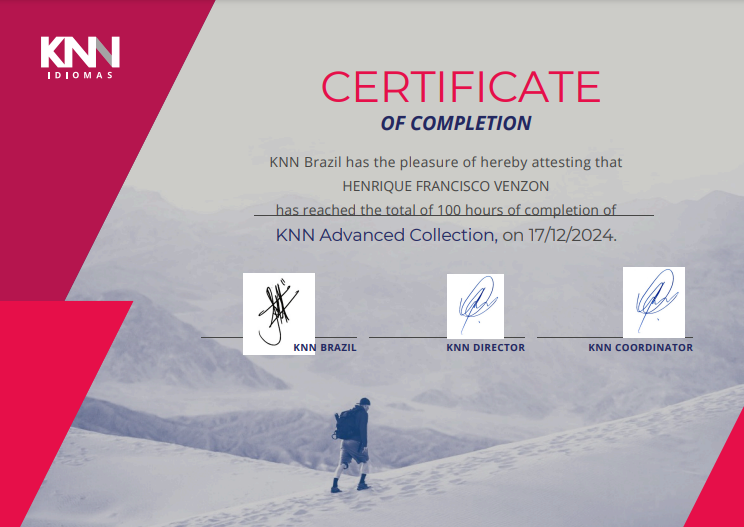 KNN
IDIOMAS
CERTIFICATE
OF COMPLETION
KNN Brazil has the pleasure of hereby attesting that
HENRIQUE FRANCISCO VENZON
has reached the total of 100 hours of completion of
KNN Advanced Collection, on 17/12/2024.
KNN BRAZIL
KNN DIRECTOR
KNN COORDINATOR